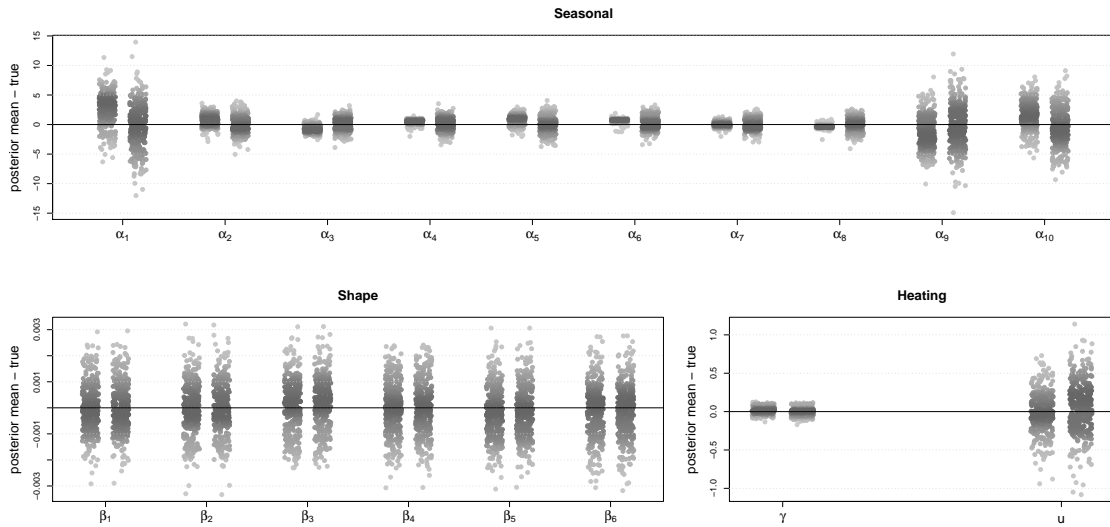 Seasonal
posterior mean − true
15
10
5
0
−5
−10
−15
α1 α2 α3 α4 α5 α6 α7 α8 α9 α10
Shape
posterior mean − true
0.003
0.001
−0.001
−0.003
β1 β2 β3 β4 β5 β6
Heating
posterior mean − true
1.0
0.5
0.0
−0.5
−1.0
γ u